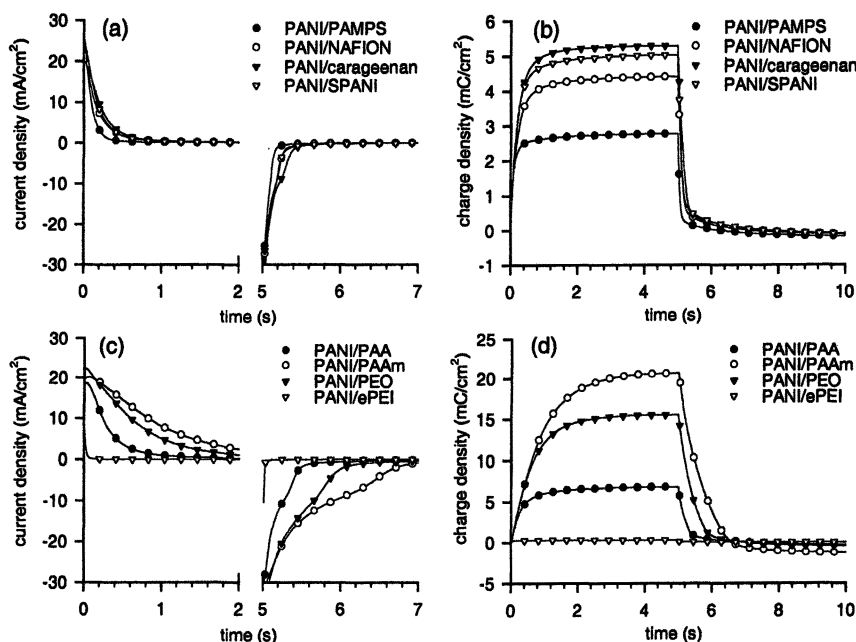 (a)
PANI/PAMPS
PANI/NAFION
PANI/carageenan
PANI/SPANI
current density (mA/cm²)
30
20
10
0
-10
-20
-30
0 1 2 5 6 7
time (s)
(b)
PANI/PAMPS
PANI/NAFION
PANI/carageenan
PANI/SPANI
charge density (mC/cm²)
6
5
4
3
2
1
0
-1
0 2 4 6 8 10
time (s)
(c)
PANI/PAA
PANI/PAAm
PANI/PEO
PANI/ePEI
current density (mA/cm²)
30
20
10
0
-10
-20
-30
0 1 2 5 6 7
time (s)
(d)
PANI/PAA
PANI/PAAm
PANI/PEO
PANI/ePEI
charge density (mC/cm²)
25
20
15
10
5
0
-5
0 2 4 6 8 10
time (s)